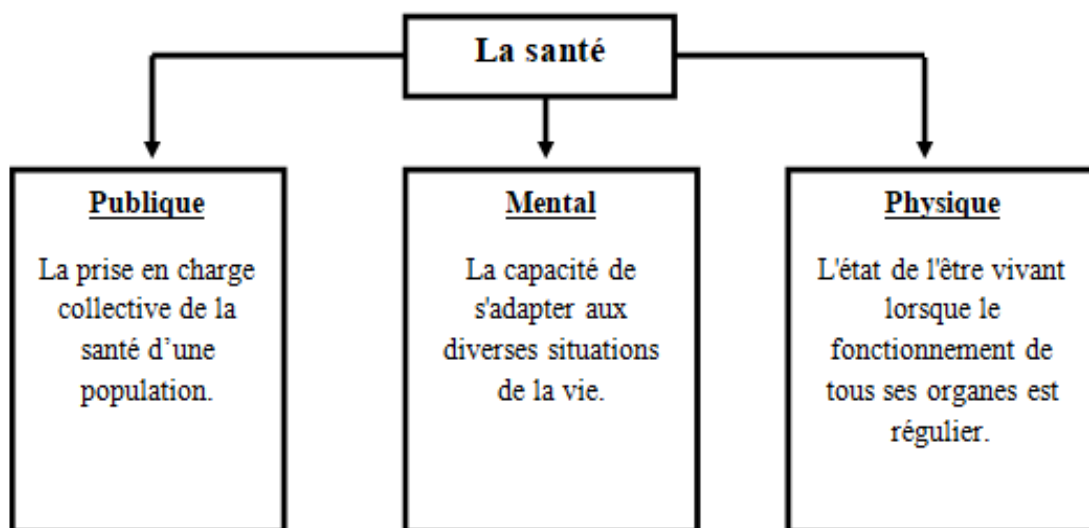 La santé
Publique
La prise en charge
collective de la
santé d’une
population.
Mental
La capacité de
s'adapter aux
diverses situations
de la vie.
Physique
L'état de l'être vivant
lorsque le
fonctionnement de
tous ses organes est
régulier.